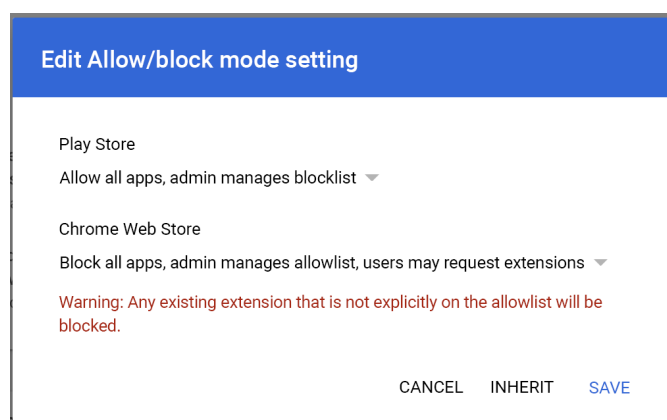 Edit Allow/block mode setting
Play Store
Allow all apps, admin manages blocklist
Chrome Web Store
Block all apps, admin manages allowlist, users may request extensions
Warning: Any existing extension that is not explicitly on the allowlist will be
blocked.
CANCEL INHERIT SAVE